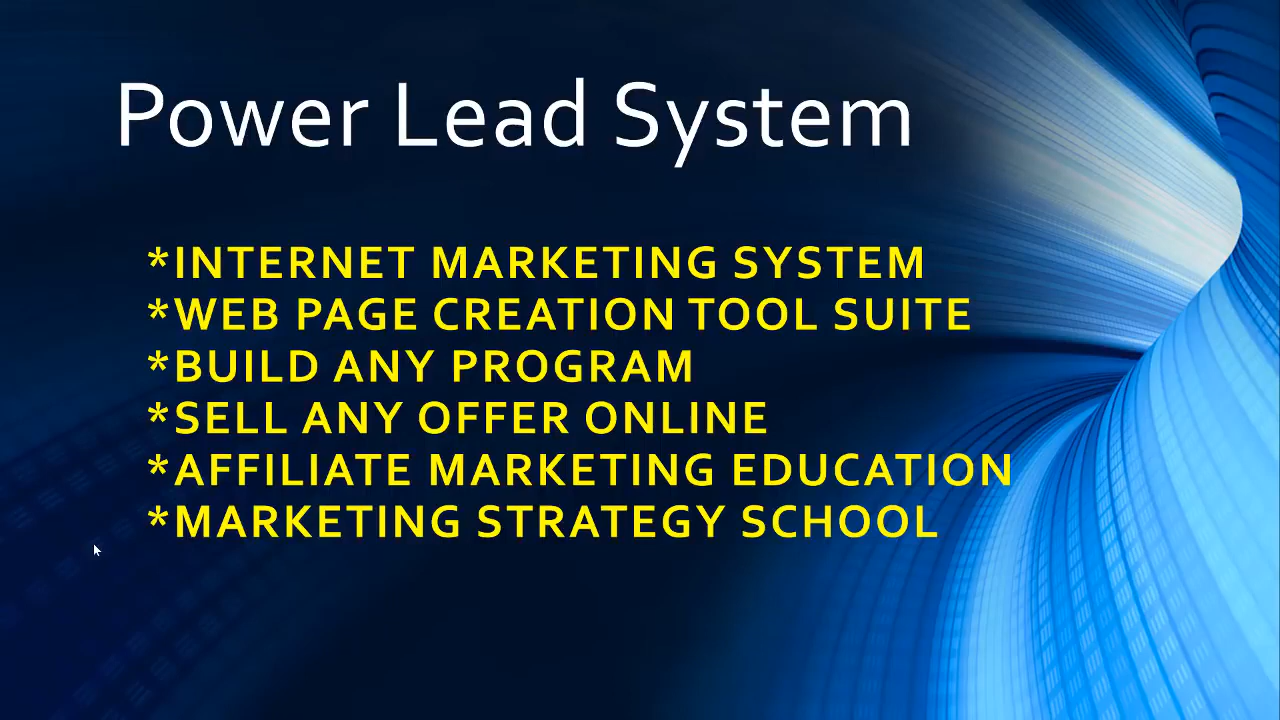 Power Lead System
*INTERNET MARKETING SYSTEM
*WEB PAGE CREATION TOOL SUITE
*BUILD ANY PROGRAM
*SELL ANY OFFER ONLINE
*AFFILIATE MARKETING EDUCATION
*MARKETING STRATEGY SCHOOL